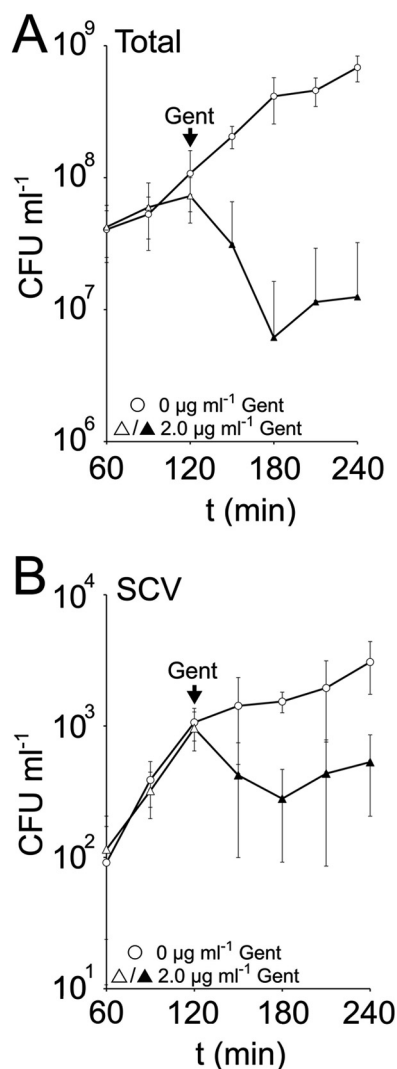 A
Total
10⁹
Gent
10⁸
CFU ml⁻¹
10⁷
○ 0 µg ml⁻¹ Gent
△/▲ 2.0 µg ml⁻¹ Gent
10⁶
60 120 180 240
t (min)
B
SCV
10⁴
Gent
10³
CFU ml⁻¹
10²
○ 0 µg ml⁻¹ Gent
△/▲ 2.0 µg ml⁻¹ Gent
10¹
60 120 180 240
t (min)